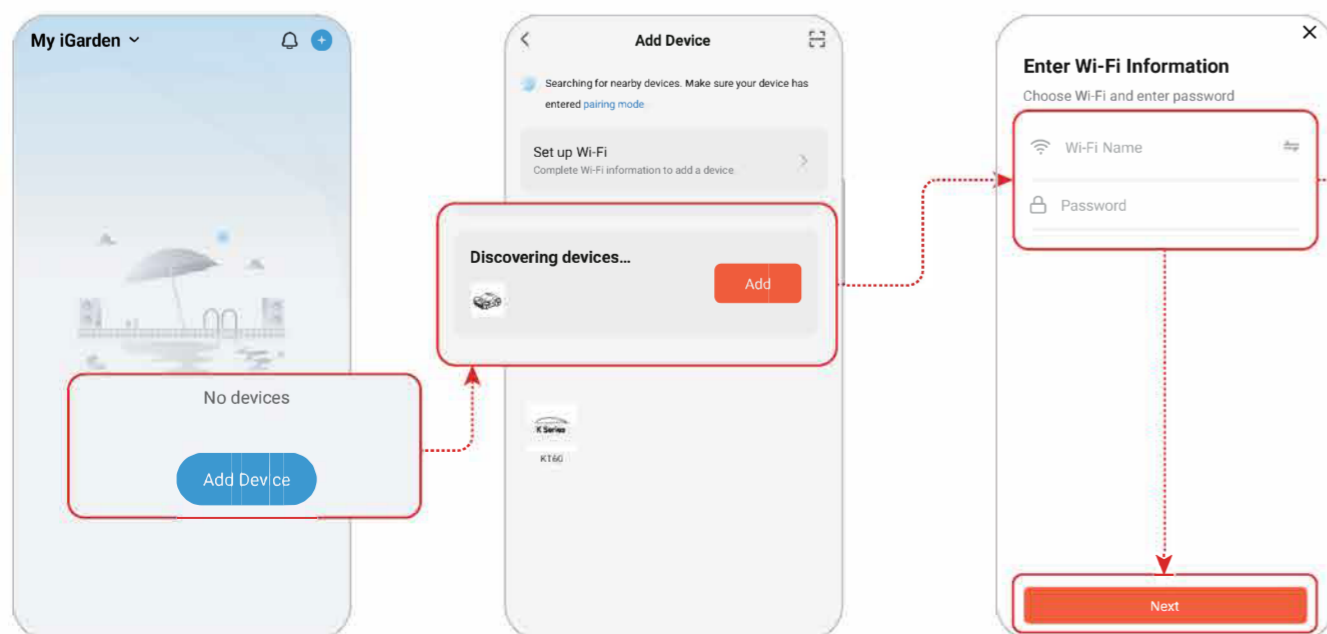 My iGarden
No devices
Add Device
Add Device
Searching for nearby devices. Make sure your device has
entered pairing mode
Set up Wi-Fi
Complete Wi-Fi information to add a device
Discovering devices...
Add
K Series
KT60
Enter Wi-Fi Information
Choose Wi-Fi and enter password
Wi-Fi Name
Password
Next